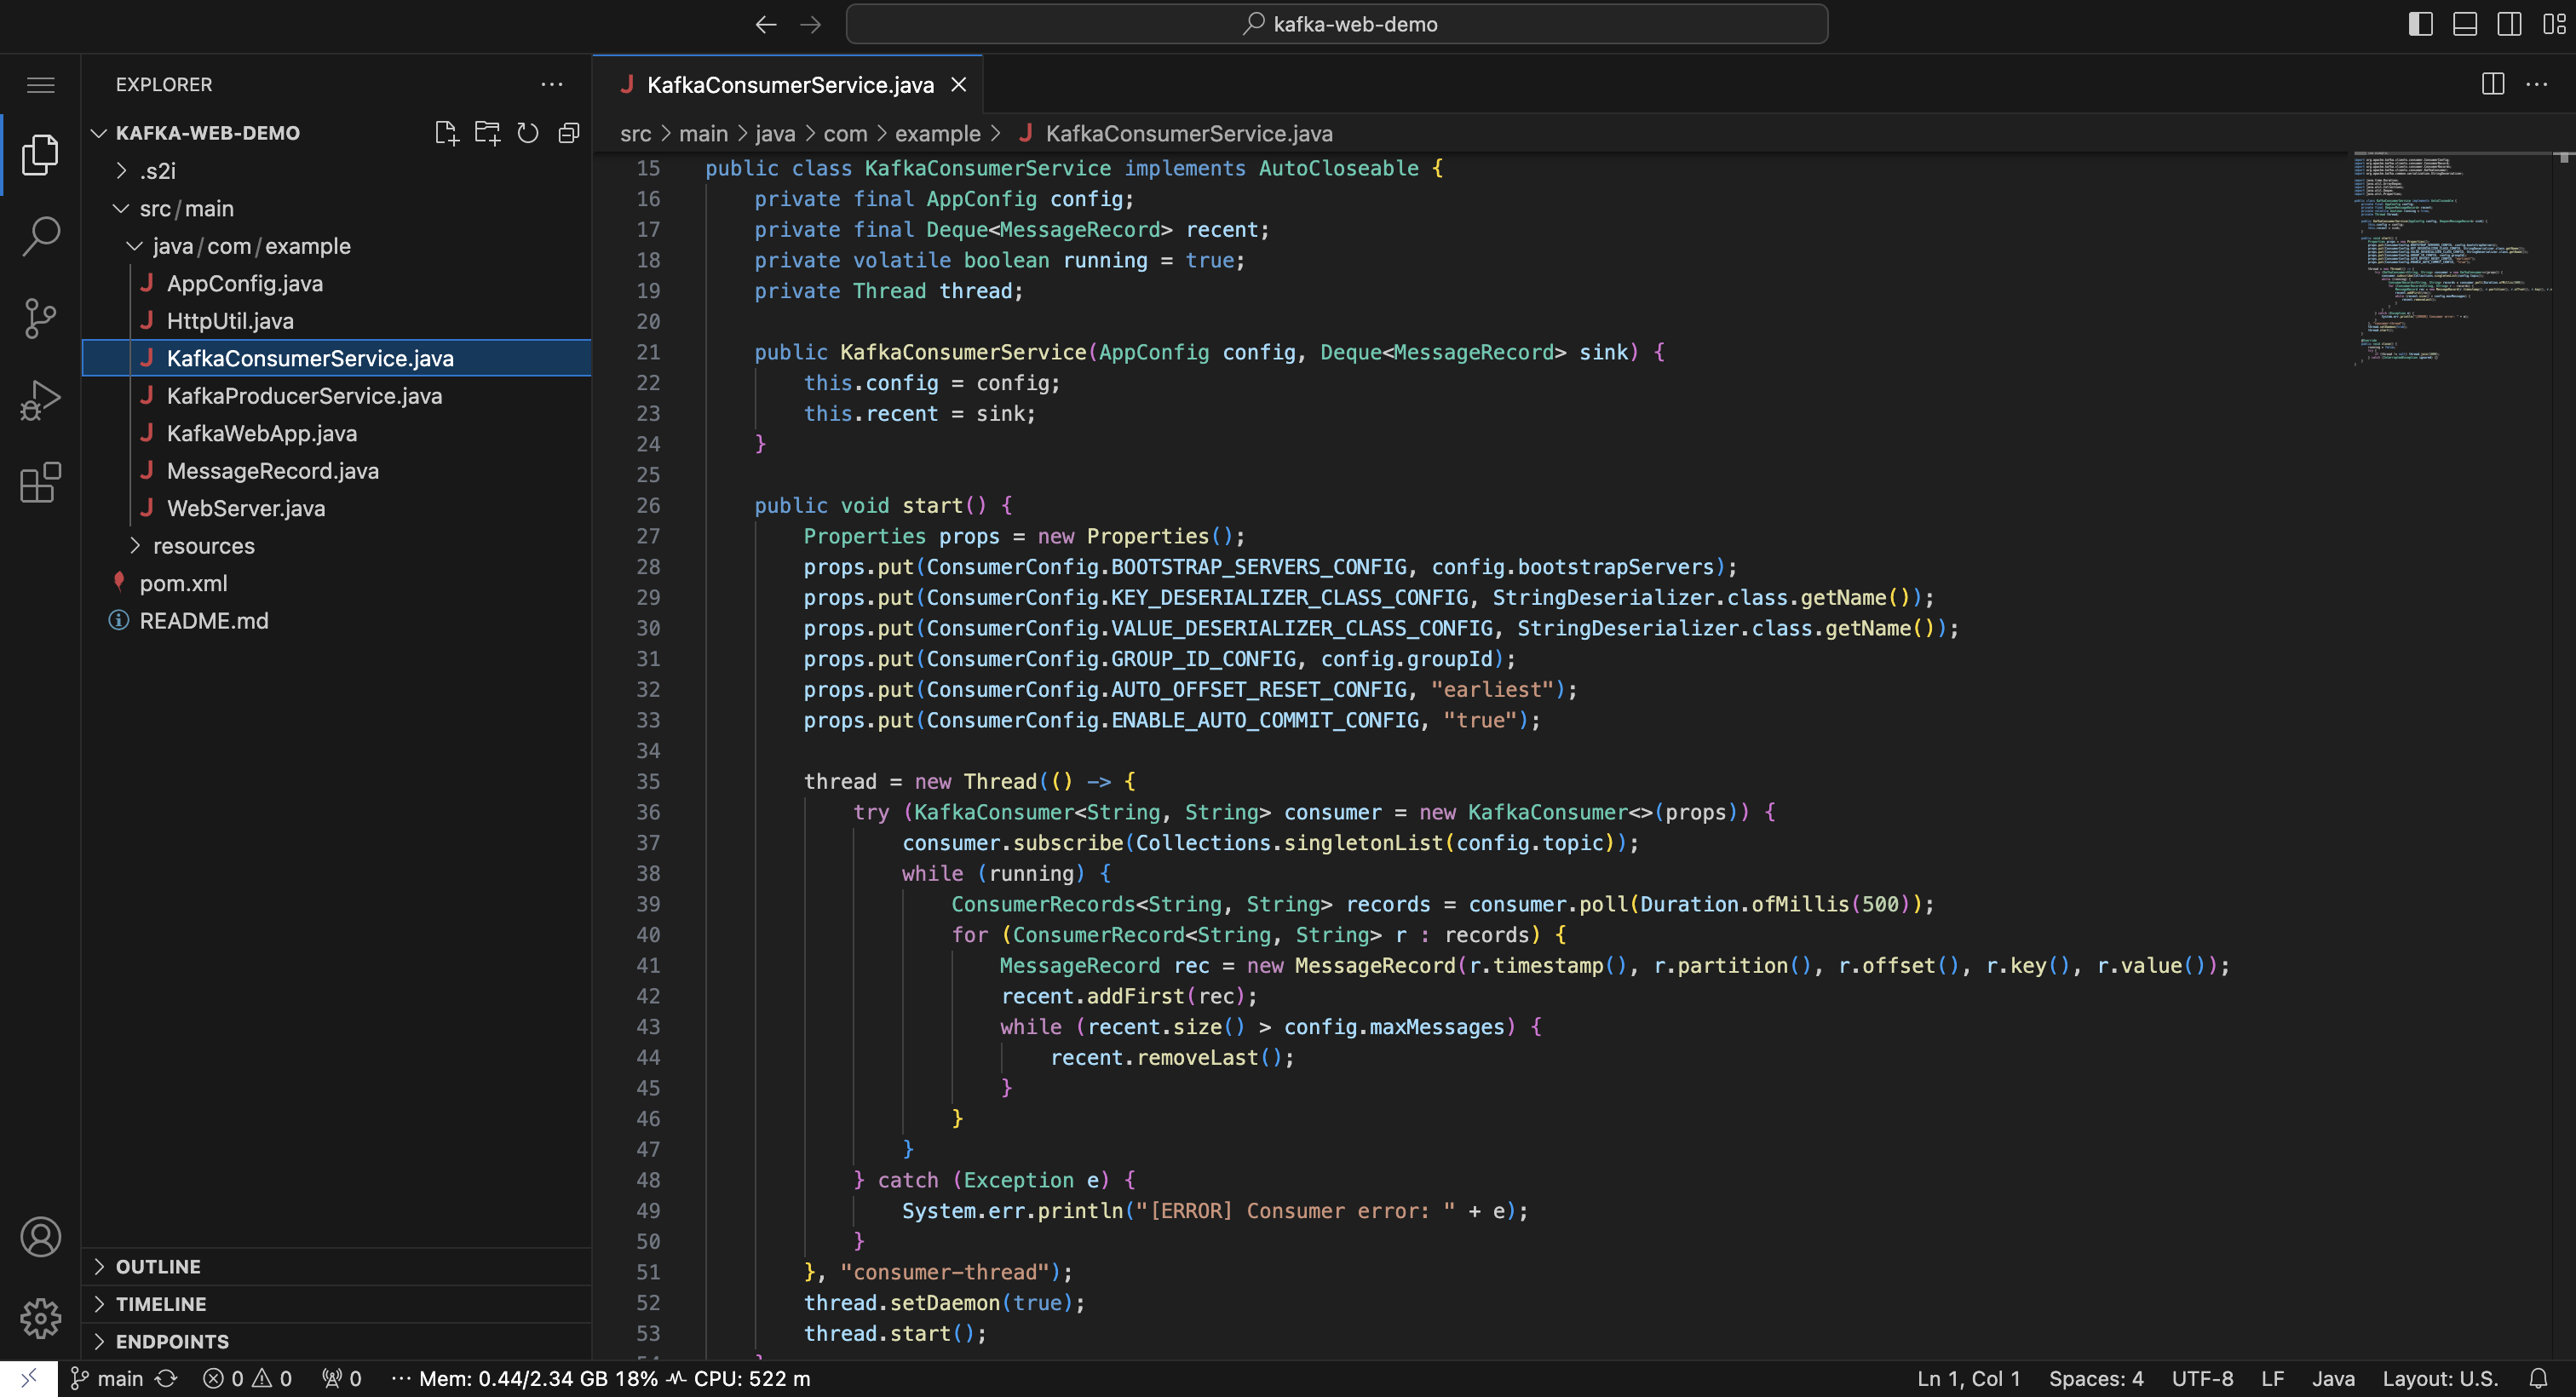 kafka-web-demo
EXPLORER
KAFKA-WEB-DEMO
.s2i
src/main
java/com/example
AppConfig.java
HttpUtil.java
KafkaConsumerService.java
KafkaProducerService.java
KafkaWebApp.java
MessageRecord.java
WebServer.java
resources
pom.xml
README.md
OUTLINE
TIMELINE
ENDPOINTS
J KafkaConsumerService.java
src > main > java > com > example > J KafkaConsumerService.java
15 public class KafkaConsumerService implements AutoCloseable {
16     private final AppConfig config;
17     private final Deque<MessageRecord> recent;
18     private volatile boolean running = true;
19     private Thread thread;
20
21     public KafkaConsumerService(AppConfig config, Deque<MessageRecord> sink) {
22         this.config = config;
23         this.recent = sink;
24     }
25
26     public void start() {
27         Properties props = new Properties();
28         props.put(ConsumerConfig.BOOTSTRAP_SERVERS_CONFIG, config.bootstrapServers);
29         props.put(ConsumerConfig.KEY_DESERIALIZER_CLASS_CONFIG, StringDeserializer.class.getName());
30         props.put(ConsumerConfig.VALUE_DESERIALIZER_CLASS_CONFIG, StringDeserializer.class.getName());
31         props.put(ConsumerConfig.GROUP_ID_CONFIG, config.groupId);
32         props.put(ConsumerConfig.AUTO_OFFSET_RESET_CONFIG, "earliest");
33         props.put(ConsumerConfig.ENABLE_AUTO_COMMIT_CONFIG, "true");
34
35         thread = new Thread(() -> {
36             try (KafkaConsumer<String, String> consumer = new KafkaConsumer<>(props)) {
37                 consumer.subscribe(Collections.singletonList(config.topic));
38                 while (running) {
39                     ConsumerRecords<String, String> records = consumer.poll(Duration.ofMillis(500));
40                     for (ConsumerRecord<String, String> r : records) {
41                         MessageRecord rec = new MessageRecord(r.timestamp(), r.partition(), r.offset(), r.key(), r.value());
42                         recent.addFirst(rec);
43                         while (recent.size() > config.maxMessages) {
44                             recent.removeLast();
45                         }
46                     }
47                 }
48             } catch (Exception e) {
49                 System.err.println("[ERROR] Consumer error: " + e);
50             }
51         }, "consumer-thread");
52         thread.setDaemon(true);
53         thread.start();
main 0 0 0 Mem: 0.44/2.34 GB 18% CPU: 522 m Ln 1, Col 1 Spaces: 4 UTF-8 LF Java Layout: U.S.